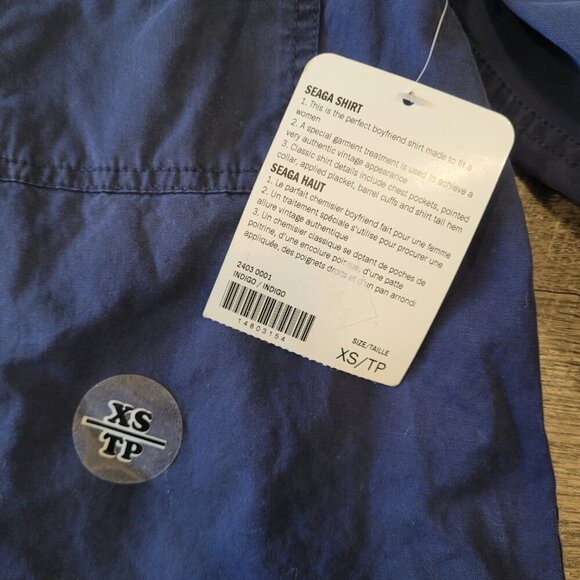 SEAGA SHIRT
1. This is the perfect boyfriend shirt made to fit a
women
2. A special garment treatment is used to achieve a
very authentic vintage appearance
3. Classic shirt details include chest pockets, pointed
collar, applied placket, barrel cuffs and shirt tail hem
SEAGA HAUT
1. Le parfait chemisier boyfriend fait pour une femme
2. Un traitement spéciale s'utilise pour procurer une
allure vintage authentique
3. Un chemisier classique se dotant de poches de
poitrine, d'une encolure pointue, d'une patte
appliquée, des poignets droits et d'un pan arrondi
2403 0001
INDIGO / INDIGO
14803154
SIZE/TAILLE
XS/TP
XS
TP